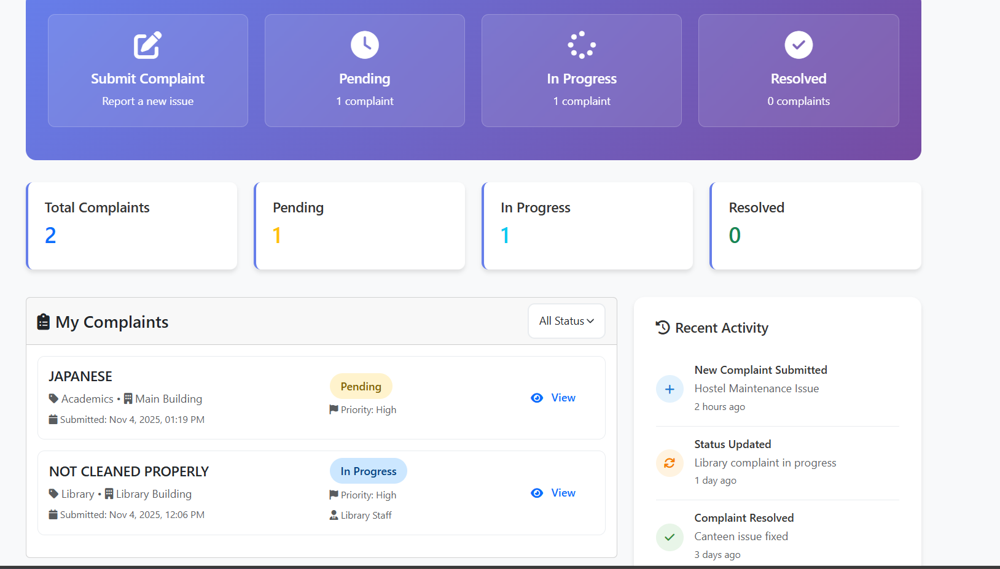 Submit Complaint
Report a new issue
Pending
1 complaint
In Progress
1 complaint
Resolved
0 complaints
Total Complaints
2
Pending
1
In Progress
1
Resolved
0
My Complaints
All Status
JAPANESE
Academics • Main Building
Submitted: Nov 4, 2025, 01:19 PM
Pending
Priority: High
View
NOT CLEANED PROPERLY
Library • Library Building
Submitted: Nov 4, 2025, 12:06 PM
In Progress
Priority: High
Library Staff
View
Recent Activity
New Complaint Submitted
Hostel Maintenance Issue
2 hours ago
Status Updated
Library complaint in progress
1 day ago
Complaint Resolved
Canteen issue fixed
3 days ago